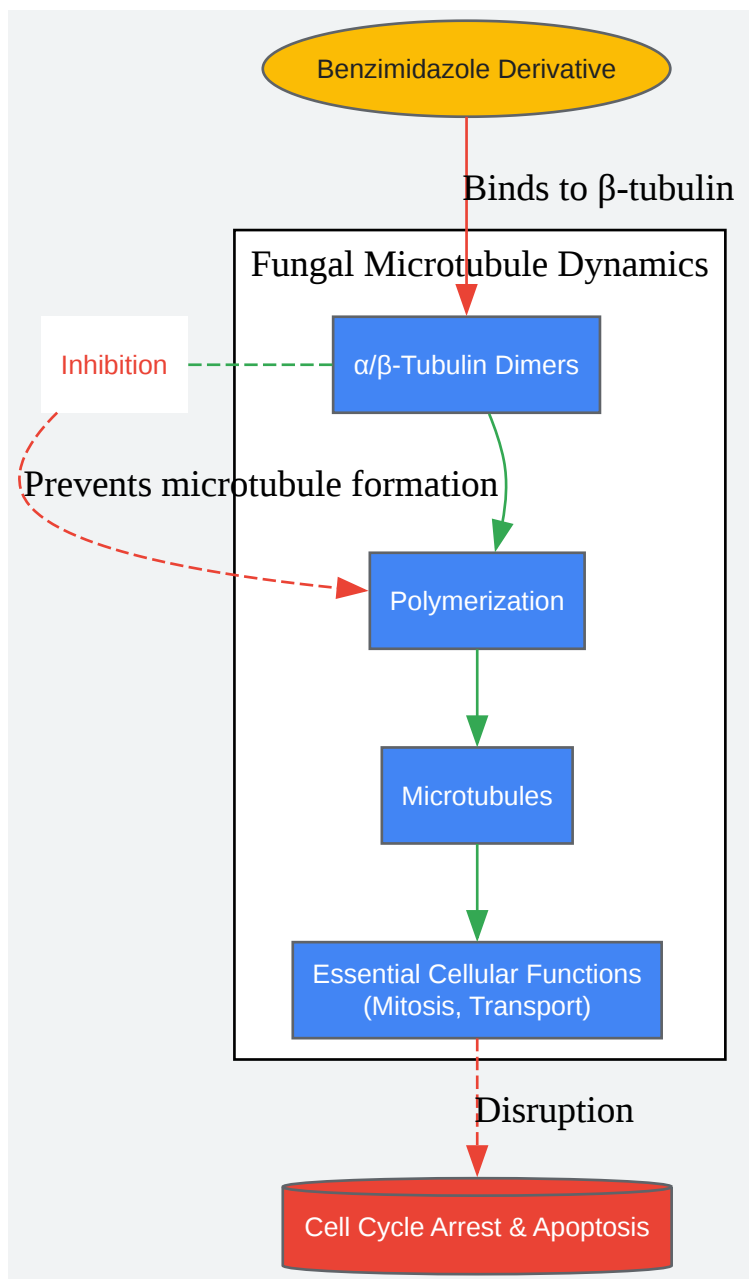 Benzimidazole Derivative
Binds to β-tubulin
Fungal Microtubule Dynamics
Inhibition
α/β-Tubulin Dimers
Prevents microtubule formation
Polymerization
Microtubules
Essential Cellular Functions
(Mitosis, Transport)
Disruption
Cell Cycle Arrest & Apoptosis